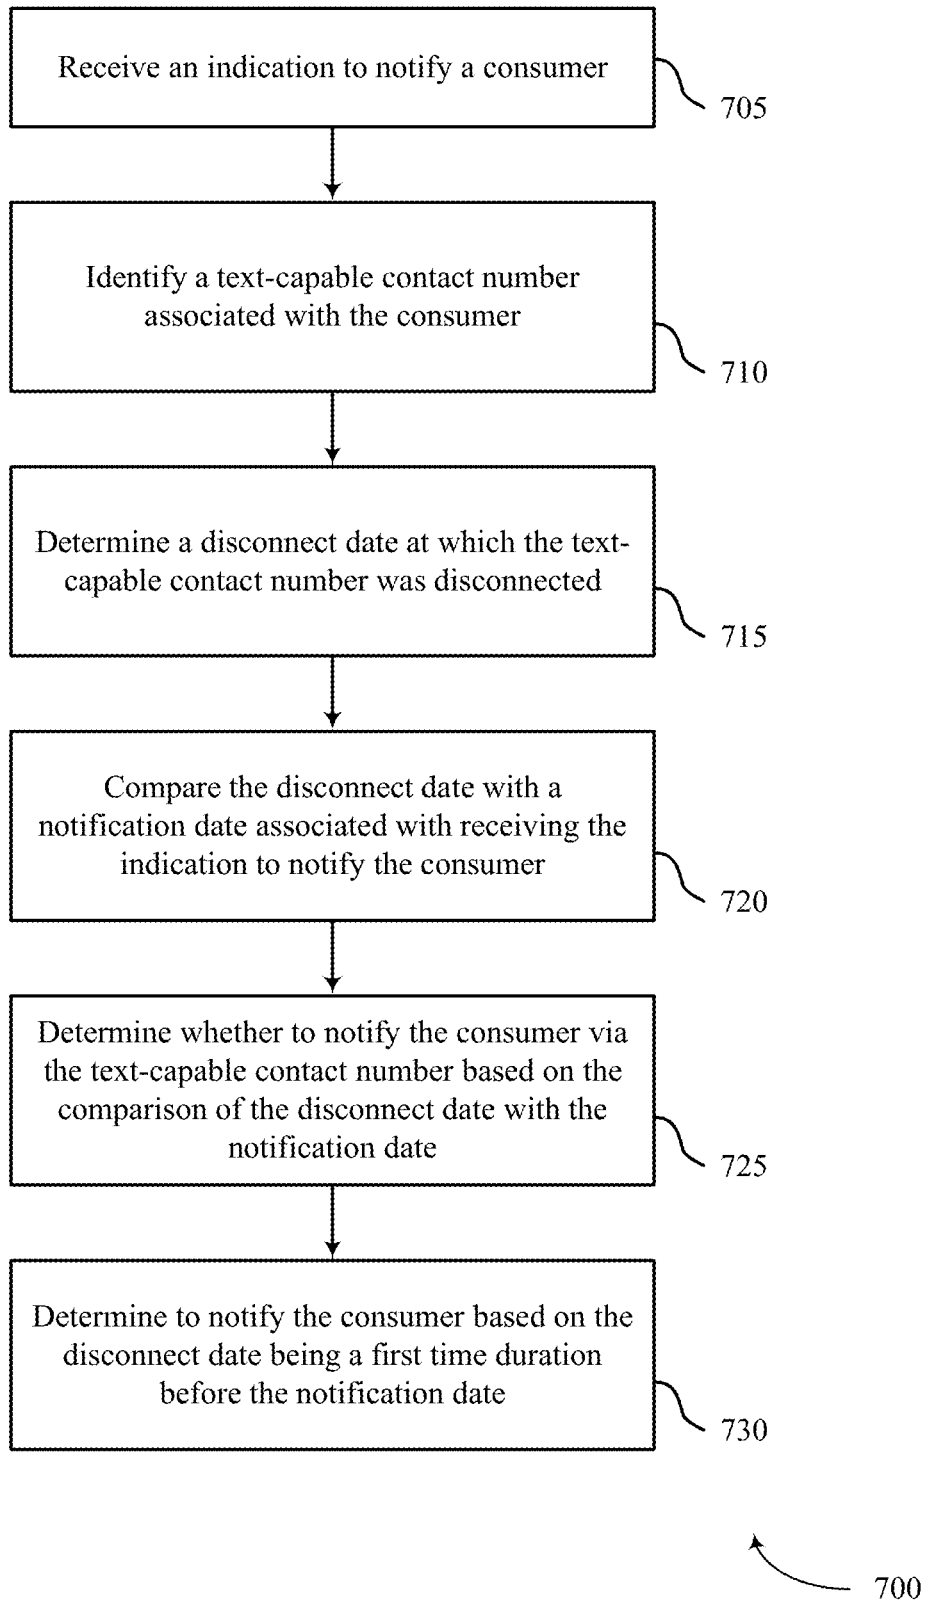 Receive an indication to notify a consumer
705
Identify a text-capable contact number
associated with the consumer
710
Determine a disconnect date at which the text-
capable contact number was disconnected
715
Compare the disconnect date with a
notification date associated with receiving the
indication to notify the consumer
720
Determine whether to notify the consumer via
the text-capable contact number based on the
comparison of the disconnect date with the
notification date
725
Determine to notify the consumer based on the
disconnect date being a first time duration
before the notification date
730
700